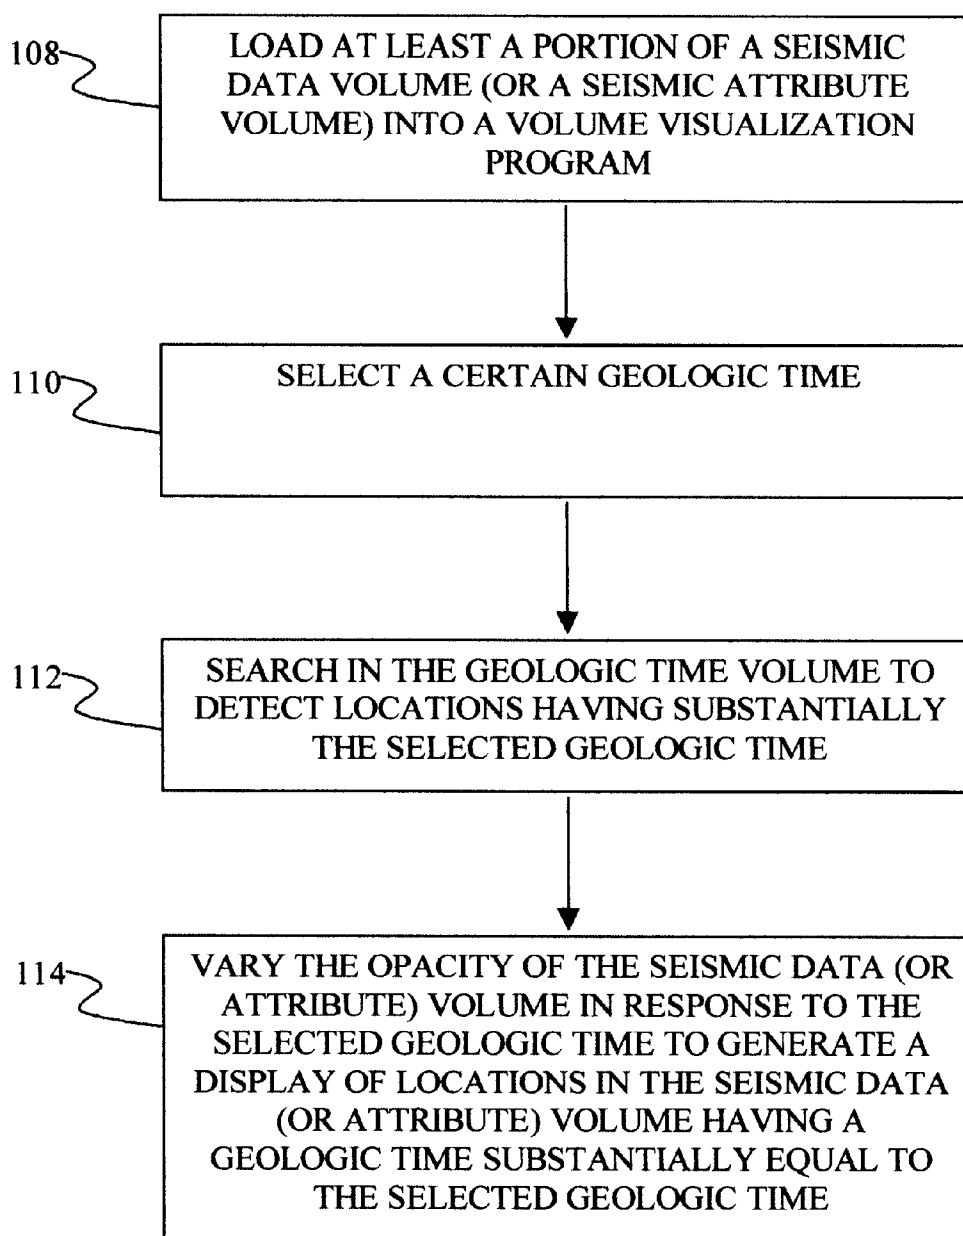 108
LOAD AT LEAST A PORTION OF A SEISMIC
DATA VOLUME (OR A SEISMIC ATTRIBUTE
VOLUME) INTO A VOLUME VISUALIZATION
PROGRAM
110
SELECT A CERTAIN GEOLOGIC TIME
112
SEARCH IN THE GEOLOGIC TIME VOLUME TO
DETECT LOCATIONS HAVING SUBSTANTIALLY
THE SELECTED GEOLOGIC TIME
114
VARY THE OPACITY OF THE SEISMIC DATA (OR
ATTRIBUTE) VOLUME IN RESPONSE TO THE
SELECTED GEOLOGIC TIME TO GENERATE A
DISPLAY OF LOCATIONS IN THE SEISMIC DATA
(OR ATTRIBUTE) VOLUME HAVING A
GEOLOGIC TIME SUBSTANTIALLY EQUAL TO
THE SELECTED GEOLOGIC TIME